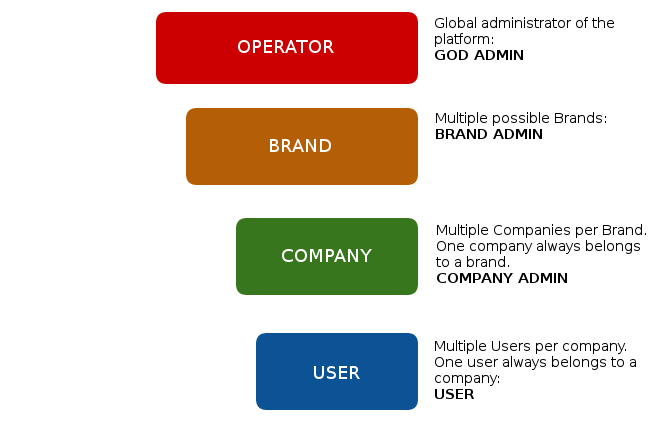 OPERATOR
Global administrator of the
platform:
GOD ADMIN
BRAND
Multiple possible Brands:
BRAND ADMIN
COMPANY
Multiple Companies per Brand.
One company always belongs
to a brand.
COMPANY ADMIN
USER
Multiple Users per company.
One user always belongs to a
company:
USER